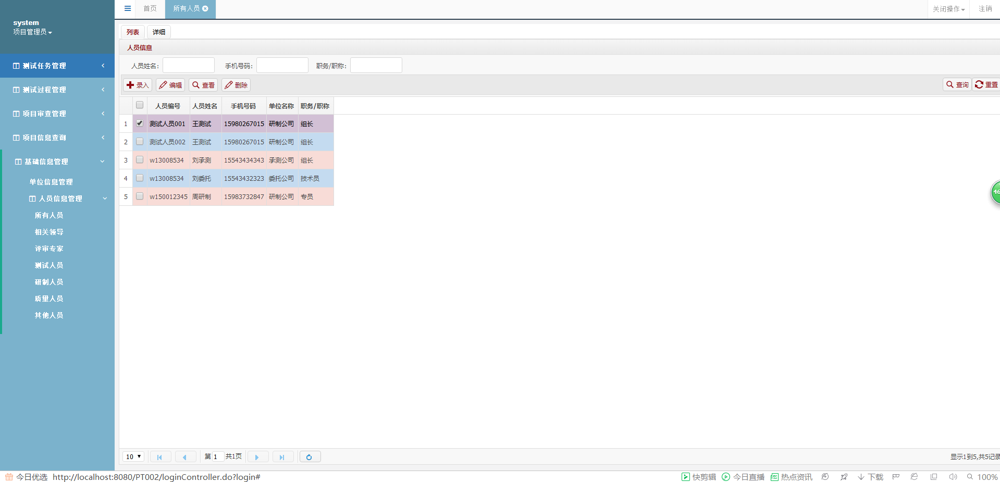 system
项目管理员
测试任务管理
测试过程管理
项目审查管理
项目信息查询
基础信息管理
单位信息管理
人员信息管理
所有人员
相关领导
评审专家
测试人员
研制人员
质量人员
其他人员
首页 所有人员 关闭操作 注销
列表 详细
人员信息
人员姓名: 手机号码: 职务/职称:
录入 编辑 查看 删除 查询 重置
人员编号 人员姓名 手机号码 单位名称 职务/职称
1 测试人员001 王测试 15980267015 研制公司 组长
2 测试人员002 王测试 15980267015 研制公司 组长
3 w13008534 刘承测 15543434343 承测公司 组长
4 w13008534 刘委托 15543432323 委托公司 技术员
5 w150012345 周研制 15983732847 研制公司 专员
46
10 第 1 共1页 显示1到5,共5记录
今日优选 http://localhost:8080/PT002/loginController.do?login# 快剪辑 今日直播 热点资讯 下载 100%